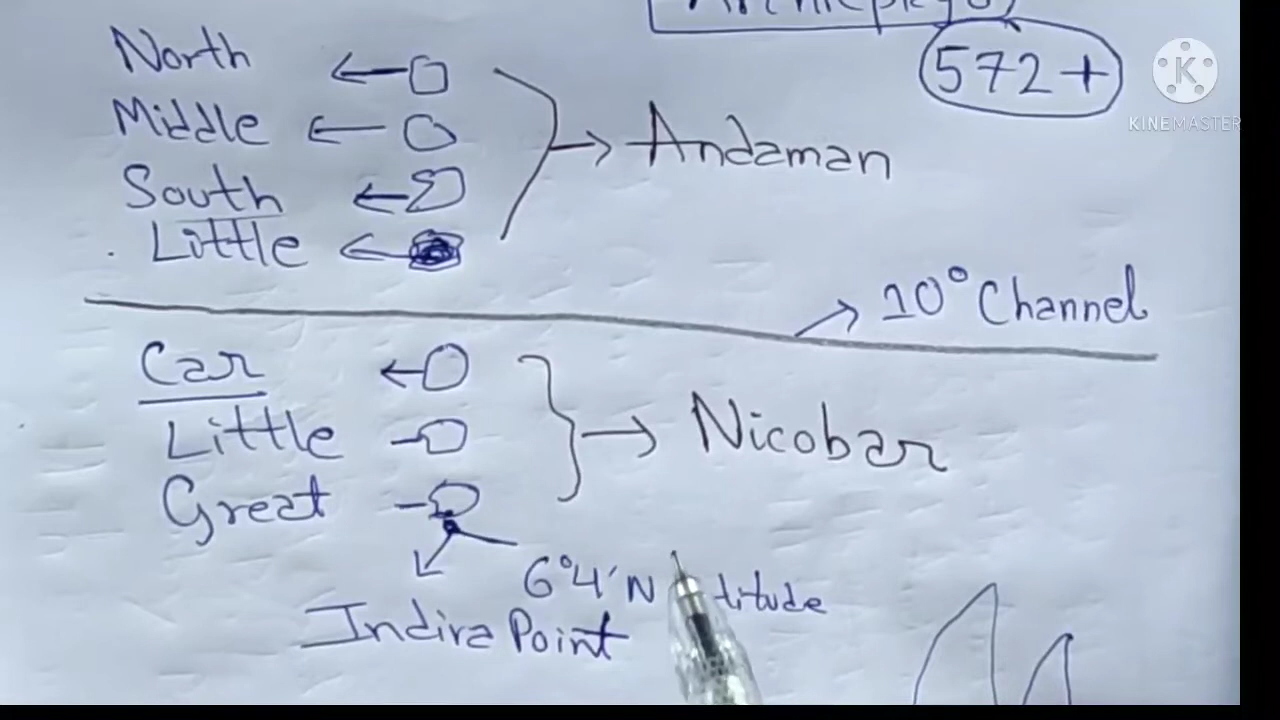 572+
North
Middle
South
Little
Andaman
10° Channel
Car
Little
Great
Nicobar
6°4'N titude
Indira Point
KINEMASTER